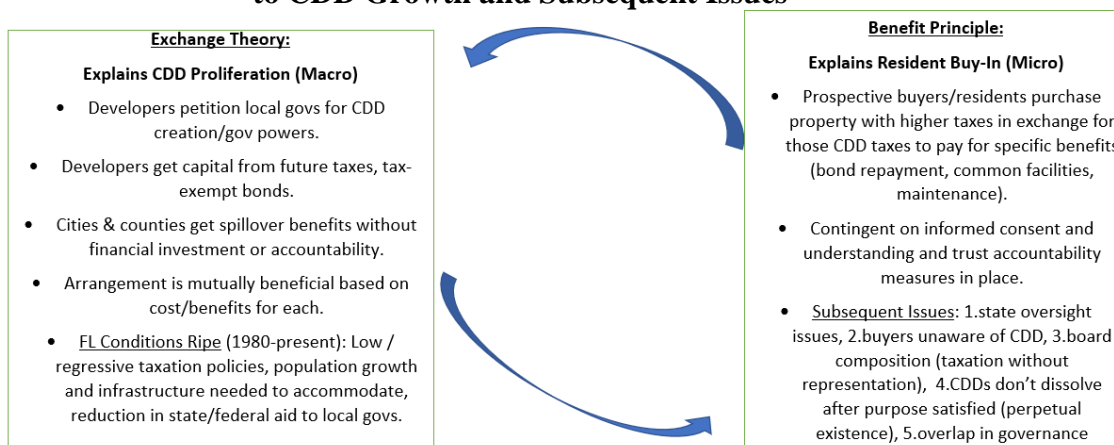 to CDD Growth and Subsequent Issues
Exchange Theory:
Explains CDD Proliferation (Macro)
• Developers petition local govs for CDD
creation/gov powers.
• Developers get capital from future taxes, tax-
exempt bonds.
• Cities & counties get spillover benefits without
financial investment or accountability.
• Arrangement is mutually beneficial based on
cost/benefits for each.
• FL Conditions Ripe (1980-present): Low /
regressive taxation policies, population growth
and infrastructure needed to accommodate,
reduction in state/federal aid to local govs.
Benefit Principle:
Explains Resident Buy-In (Micro)
• Prospective buyers/residents purchase
property with higher taxes in exchange for
those CDD taxes to pay for specific benefits
(bond repayment, common facilities,
maintenance).
• Contingent on informed consent and
understanding and trust accountability
measures in place.
• Subsequent Issues: 1.state oversight
issues, 2.buyers unaware of CDD, 3.board
composition (taxation without
representation), 4.CDDs don’t dissolve
after purpose satisfied (perpetual
existence), 5.overlap in governance